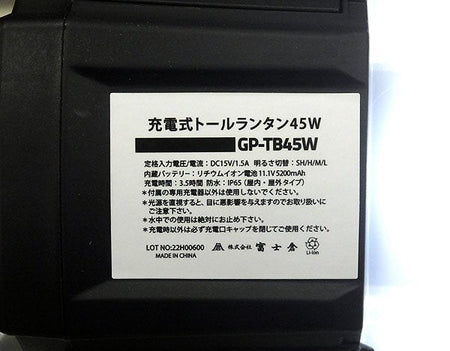 充電式トールランタン45W
GP-TB45W
定格入力電圧/電流：DC15V/1.5A 明るさ切替：SH/H/M/L
内蔵バッテリー：リチウムイオン電池 11.1V 5200mAh
充電時間：3.5時間 防水：IP65（屋内・屋外タイプ）
＊付属の専用充電器以外は使用しないでください。
＊光源を直視すると、目に悪影響を与えますのでお取り扱いに
ご注意下さい。
＊水中での使用は絶対にお止め下さい。
＊充電時以外は必ず充電口キャップを閉じてご使用ください。
LOT NO:22H00600 株式会社 富士倉 Li-ion
MADE IN CHINA